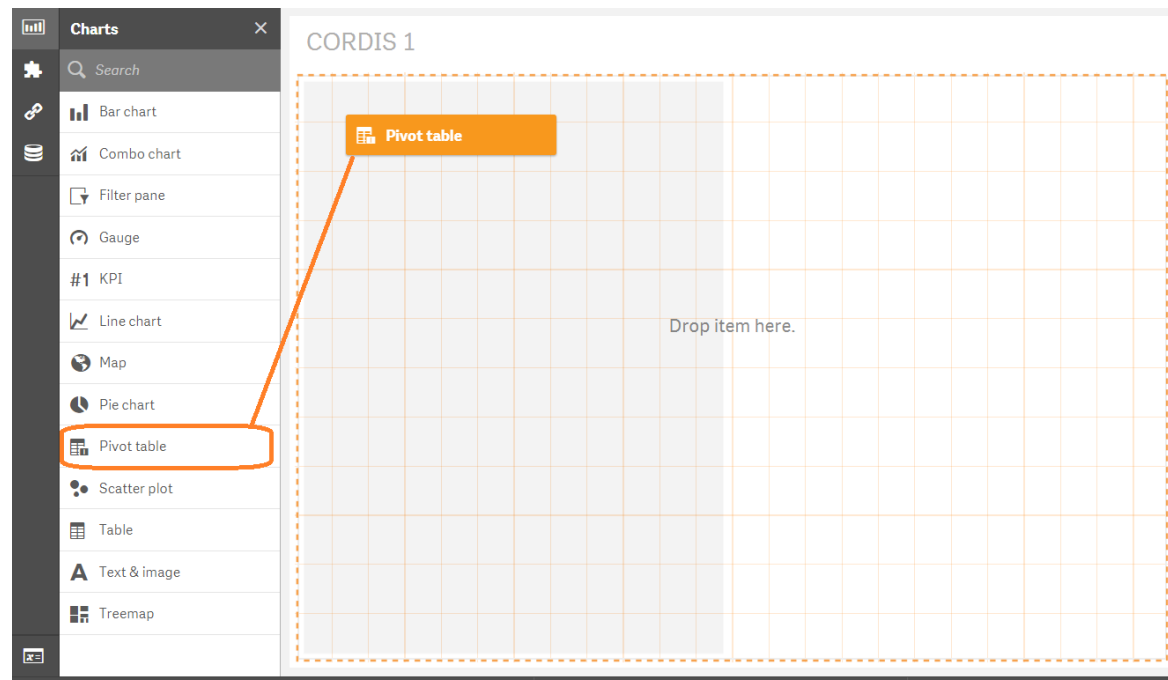 Charts
Search
Bar chart
Combo chart
Filter pane
Gauge
#1 KPI
Line chart
Map
Pie chart
Pivot table
Scatter plot
Table
A Text & image
Treemap
x=
CORDIS 1
Pivot table
Drop item here.